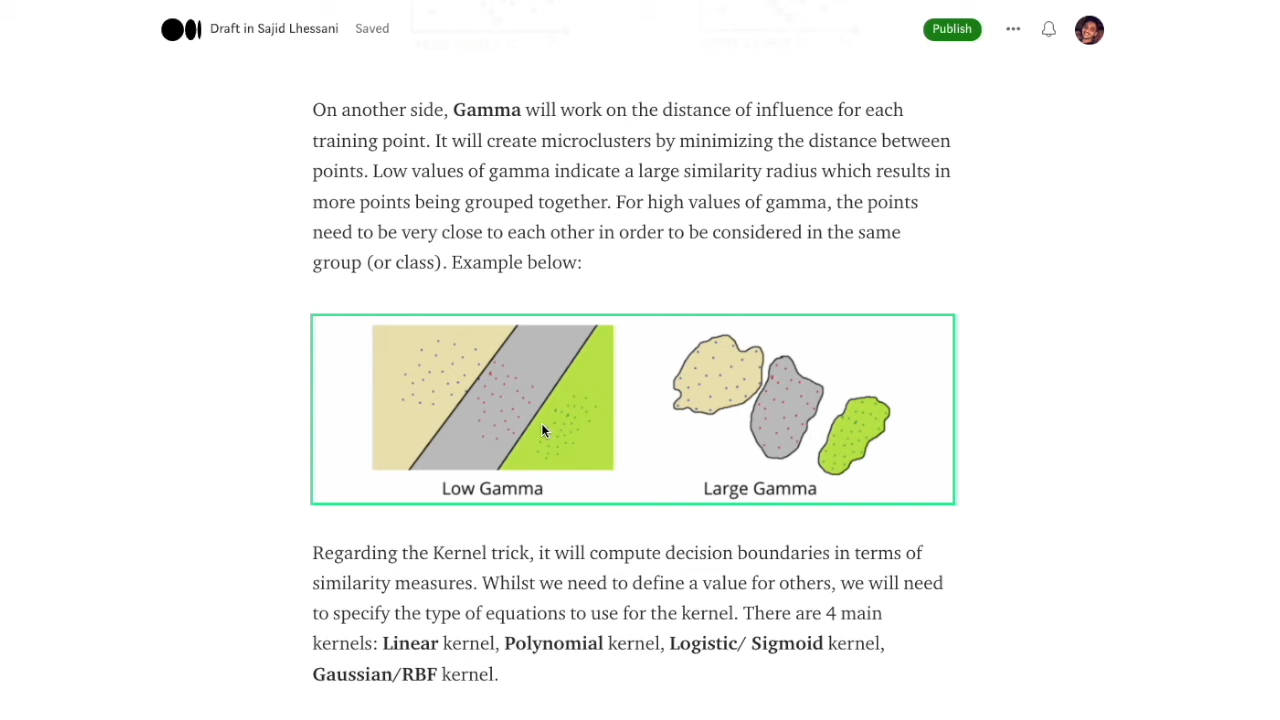 Draft in Sajid Lhessani Saved Publish
On another side, Gamma will work on the distance of influence for each
training point. It will create microclusters by minimizing the distance between
points. Low values of gamma indicate a large similarity radius which results in
more points being grouped together. For high values of gamma, the points
need to be very close to each other in order to be considered in the same
group (or class). Example below:
Low Gamma Large Gamma
Regarding the Kernel trick, it will compute decision boundaries in terms of
similarity measures. Whilst we need to define a value for others, we will need
to specify the type of equations to use for the kernel. There are 4 main
kernels: Linear kernel, Polynomial kernel, Logistic/ Sigmoid kernel,
Gaussian/RBF kernel.